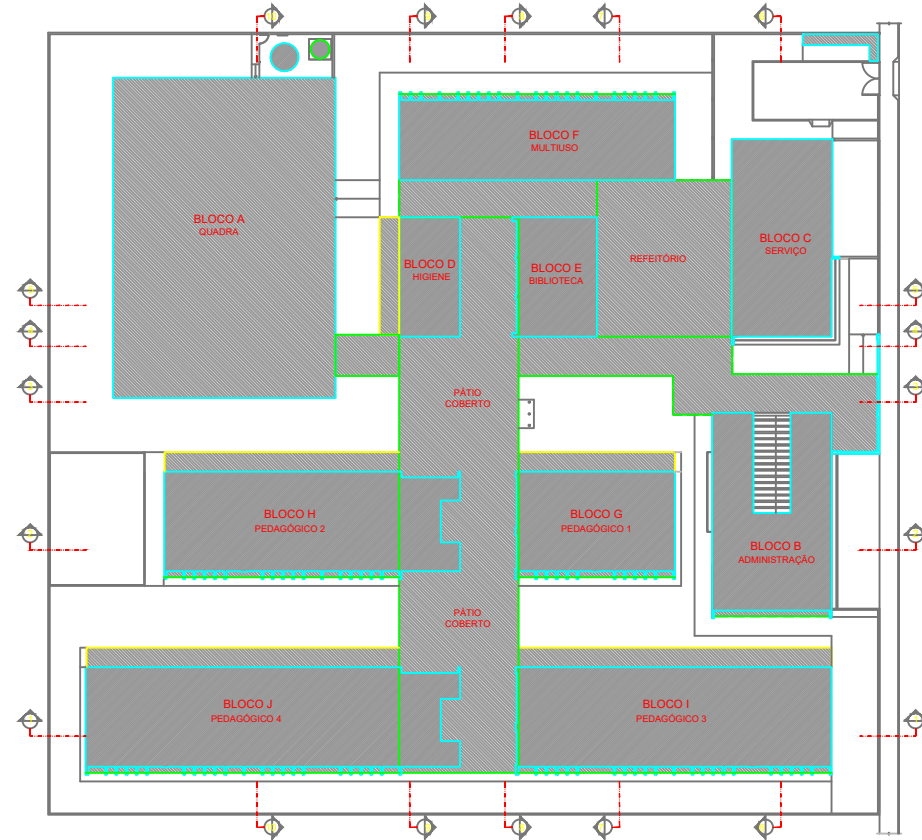 BLOCO F
MULTIUSO
BLOCO A
QUADRA
BLOCO C
SERVIÇO
BLOCO D
HIGIENE
BLOCO E
BIBLIOTECA
REFEITÓRIO
PÁTIO
COBERTO
BLOCO H
PEDAGÓGICO 2
BLOCO G
PEDAGÓGICO 1
BLOCO B
ADMINISTRAÇÃO
PÁTIO
COBERTO
BLOCO J
PEDAGÓGICO 4
BLOCO I
PEDAGÓGICO 3